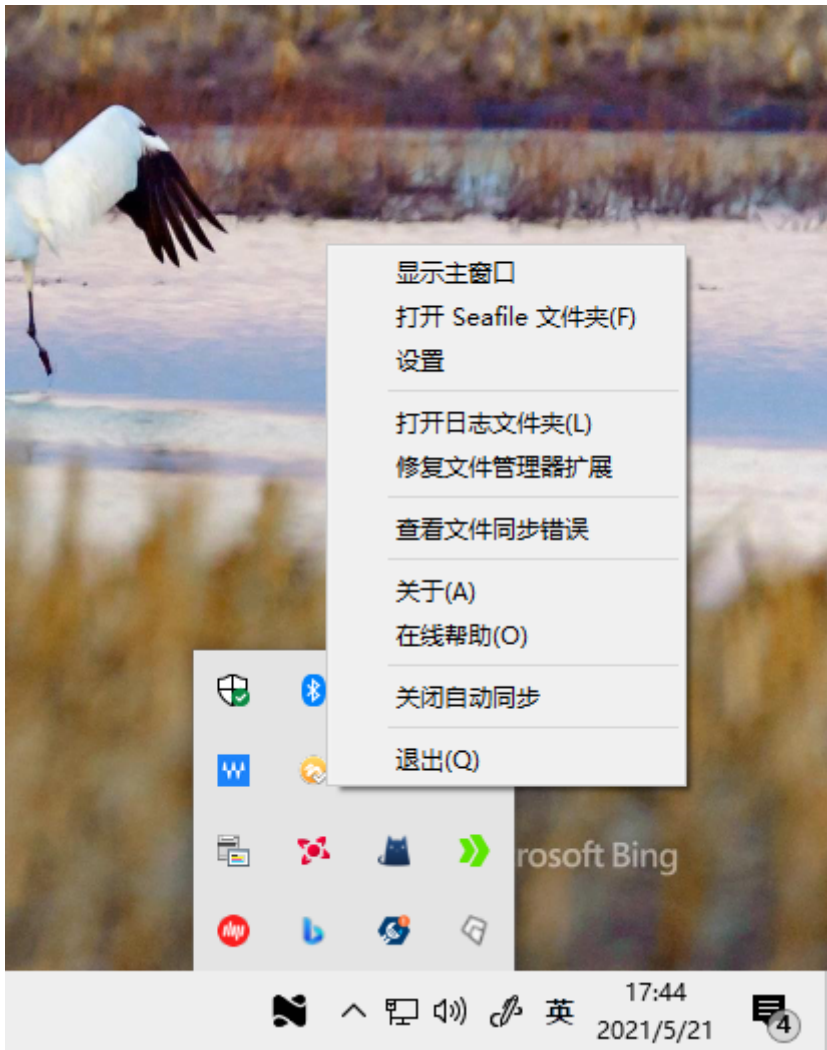 显示主窗口
打开 Seafile 文件夹(F)
设置
打开日志文件夹(L)
修复文件管理器扩展
查看文件同步错误
关于(A)
在线帮助(O)
关闭自动同步
退出(Q)
rosoft Bing
英
17:44
2021/5/21
4